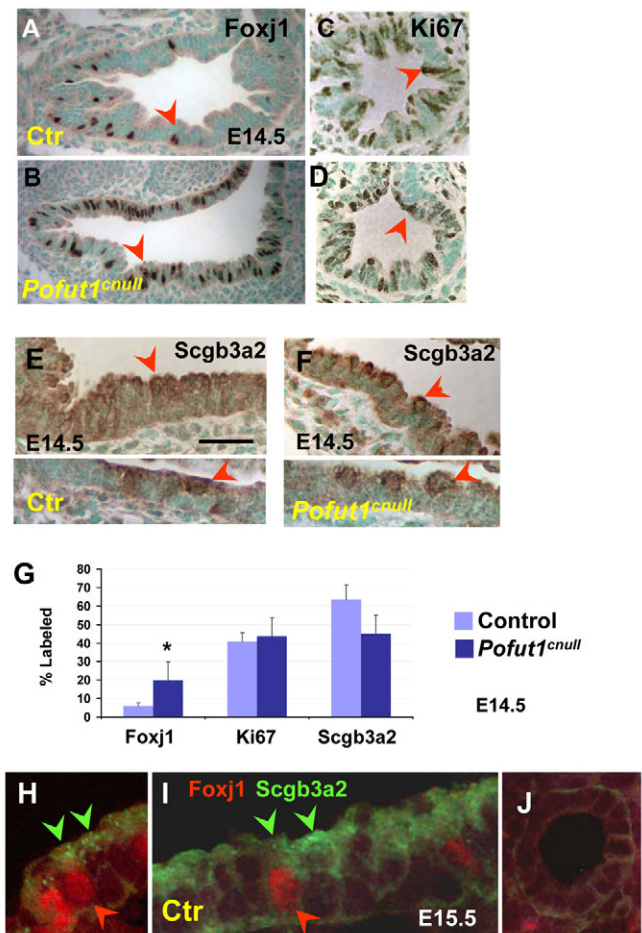 A
Foxj1
C
Ki67
Ctr
E14.5
B
D
Pofut1cnull
E
Scgb3a2
F
Scgb3a2
E14.5
E14.5
Ctr
Pofut1cnull
G
% Labeled
80
70
60
50
40
30
20
10
0
*
Foxj1
Ki67
Scgb3a2
Control
Pofut1cnull
E14.5
H
I
Foxj1
Scgb3a2
J
Ctr
E15.5